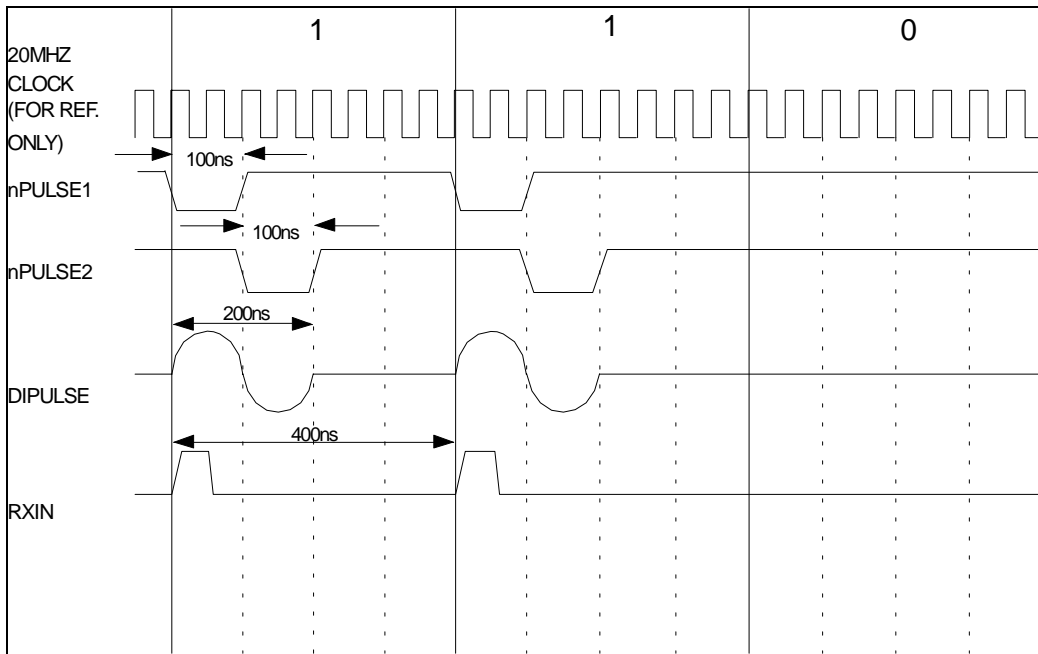 1 1 0
20MHZ
CLOCK
(FOR REF.
ONLY)
100ns
nPULSE1
100ns
nPULSE2
200ns
DIPULSE
400ns
RXIN